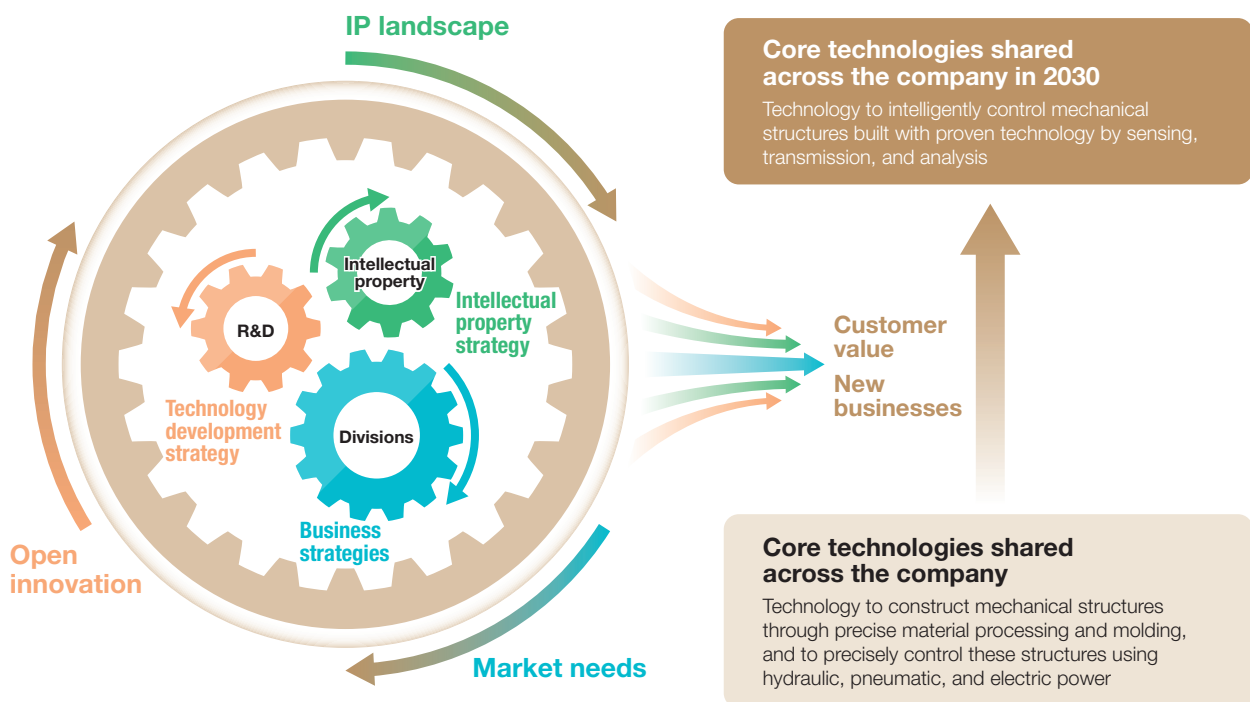 IP landscape
Intellectual
property
Intellectual
property
strategy
R&D
Technology
development
strategy
Divisions
Business
strategies
Open
innovation
Market needs
Customer
value
New
businesses
Core technologies shared
across the company in 2030
Technology to intelligently control mechanical
structures built with proven technology by sensing,
transmission, and analysis
Core technologies shared
across the company
Technology to construct mechanical structures
through precise material processing and molding,
and to precisely control these structures using
hydraulic, pneumatic, and electric power